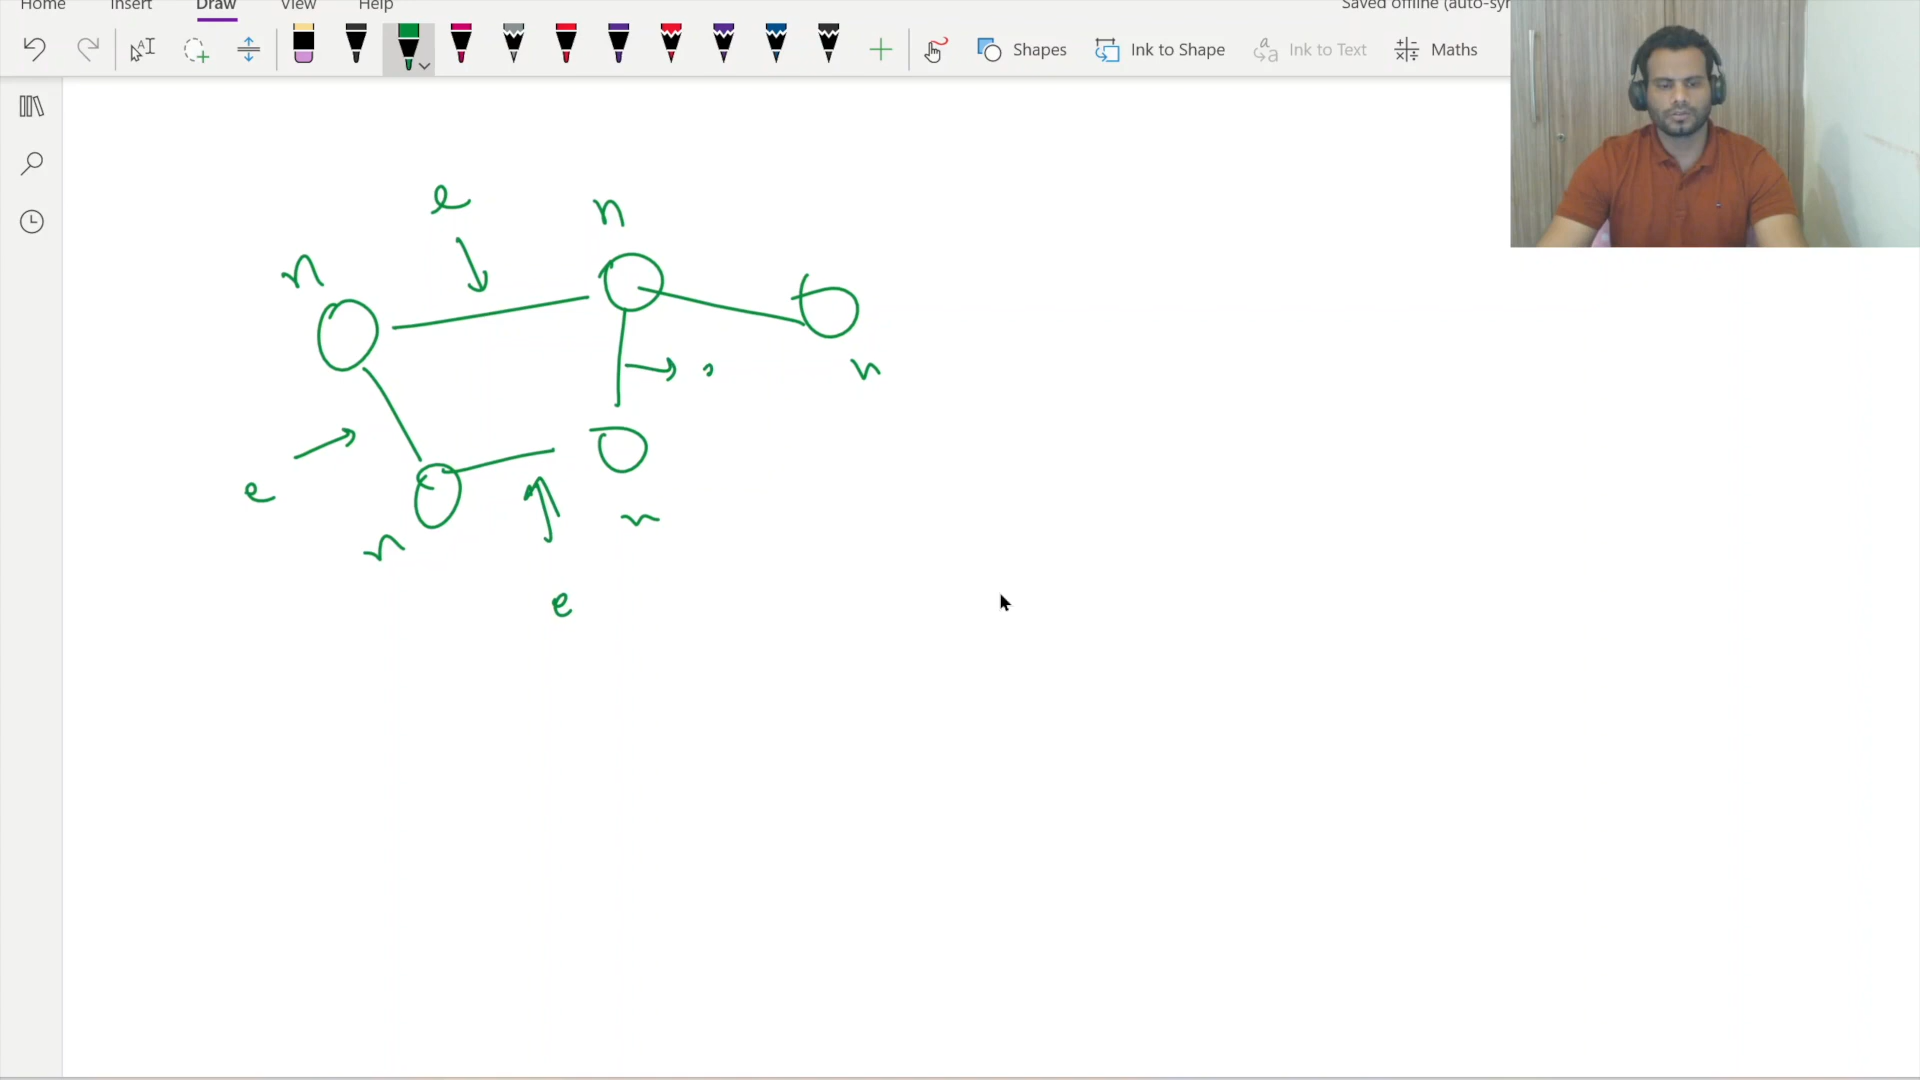 Home Insert Draw View Help
Saved offline (auto-syn
Shapes Ink to Shape Ink to Text Maths
e
n
n
n
e
n
n
e